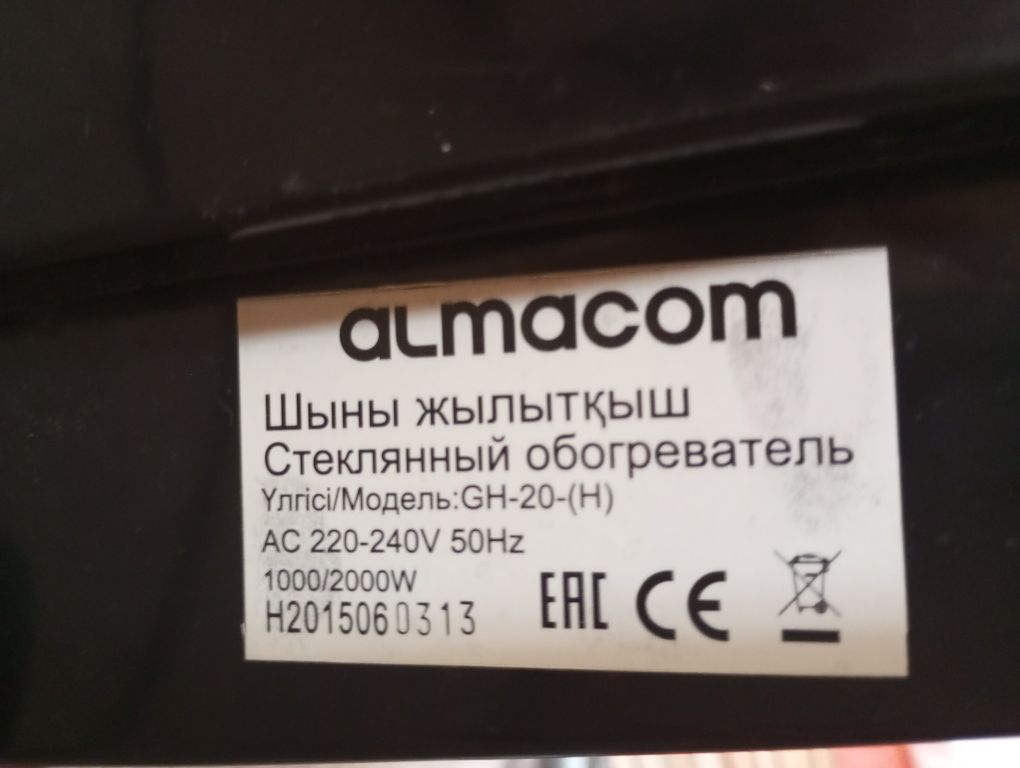 almacom
Шыны жылытқыш
Стеклянный обогреватель
Үлгісі/Модель:GH-20-(H)
AC 220-240V 50Hz
1000/2000W
H2015060313
EAC CE